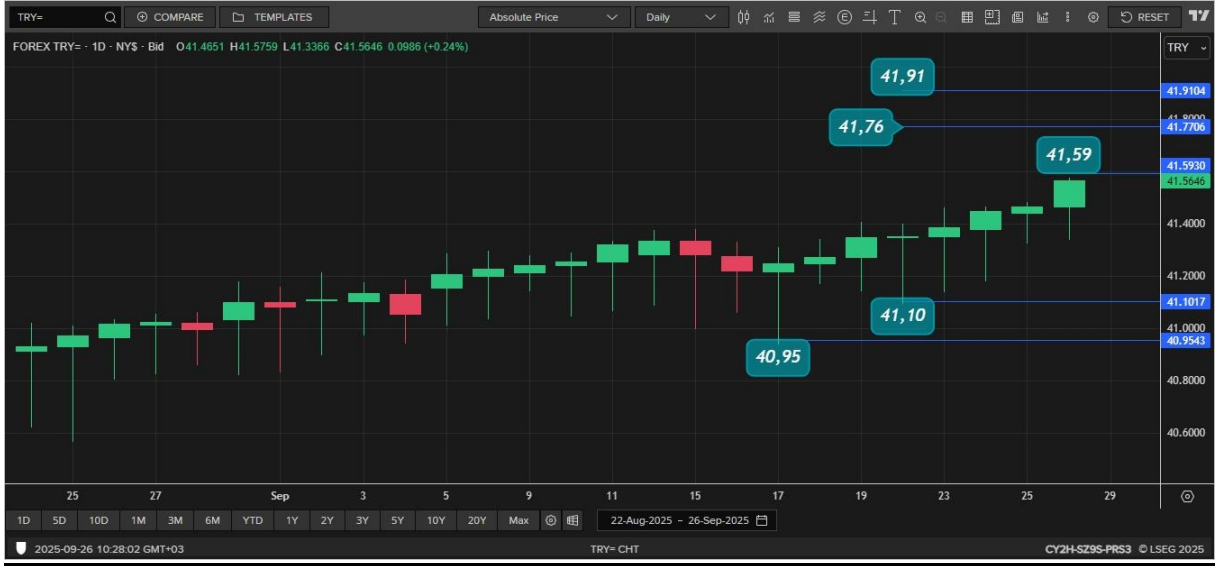 TRY=
COMPARE
TEMPLATES
Absolute Price
Daily
E
T
RESET
FOREX TRY= · 1D · NY$ · Bid O41.4651 H41.5759 L41.3366 C41.5646 0.0986 (+0.24%)
TRY
41,91
41.9104
41.8000
41,76
41.7706
41,59
41.5930
41.5646
41.4000
41.2000
41.1017
41,10
41.0000
40.9543
40,95
40.8000
40.6000
25 27 Sep 3 5 9 11 15 17 19 23 25 29
1D 5D 10D 1M 3M 6M YTD 1Y 2Y 3Y 5Y 10Y 20Y Max 22-Aug-2025 - 26-Sep-2025
2025-09-26 10:28:02 GMT+03 TRY= CHT CY2H-SZ9S-PRS3 © LSEG 2025